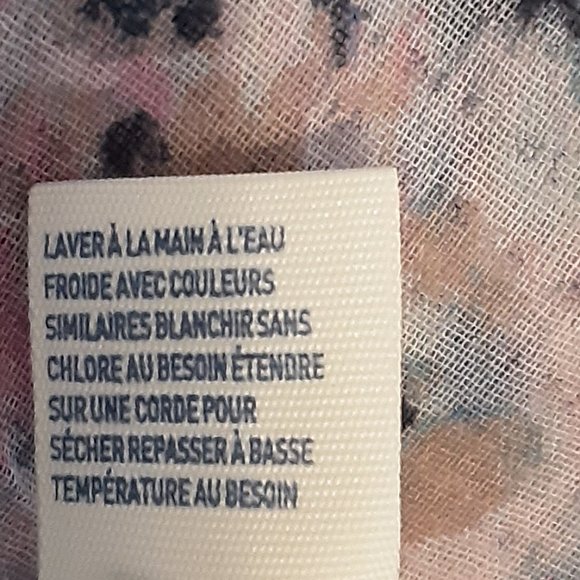 LAVER À LA MAIN À L'EAU
FROIDE AVEC COULEURS
SIMILAIRES BLANCHIR SANS
CHLORE AU BESOIN ÉTENDRE
SUR UNE CORDE POUR
SÉCHER REPASSER À BASSE
TEMPÉRATURE AU BESOIN